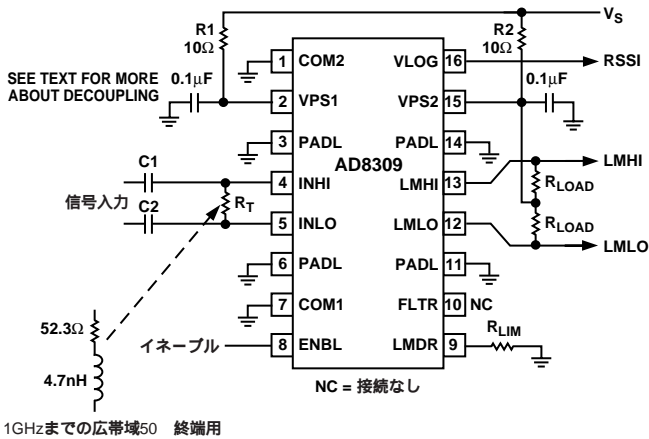 R1
10Ω
R2
10Ω
VS
SEE TEXT FOR MORE
ABOUT DECOUPLING
0.1μF
0.1μF
1 COM2
VLOG 16
RSSI
2 VPS1
VPS2 15
3 PADL
PADL 14
AD8309
C1
4 INHI
LMHI 13
LMHI
信号入力
RT
RLOAD
C2
5 INLO
LMLO 12
RLOAD
LMLO
6 PADL
PADL 11
7 COM1
FLTR 10 NC
52.3Ω
イネーブル
8 ENBL
LMDR 9
RLIM
4.7nH
NC = 接続なし
1GHzまでの広帯域50 終端用